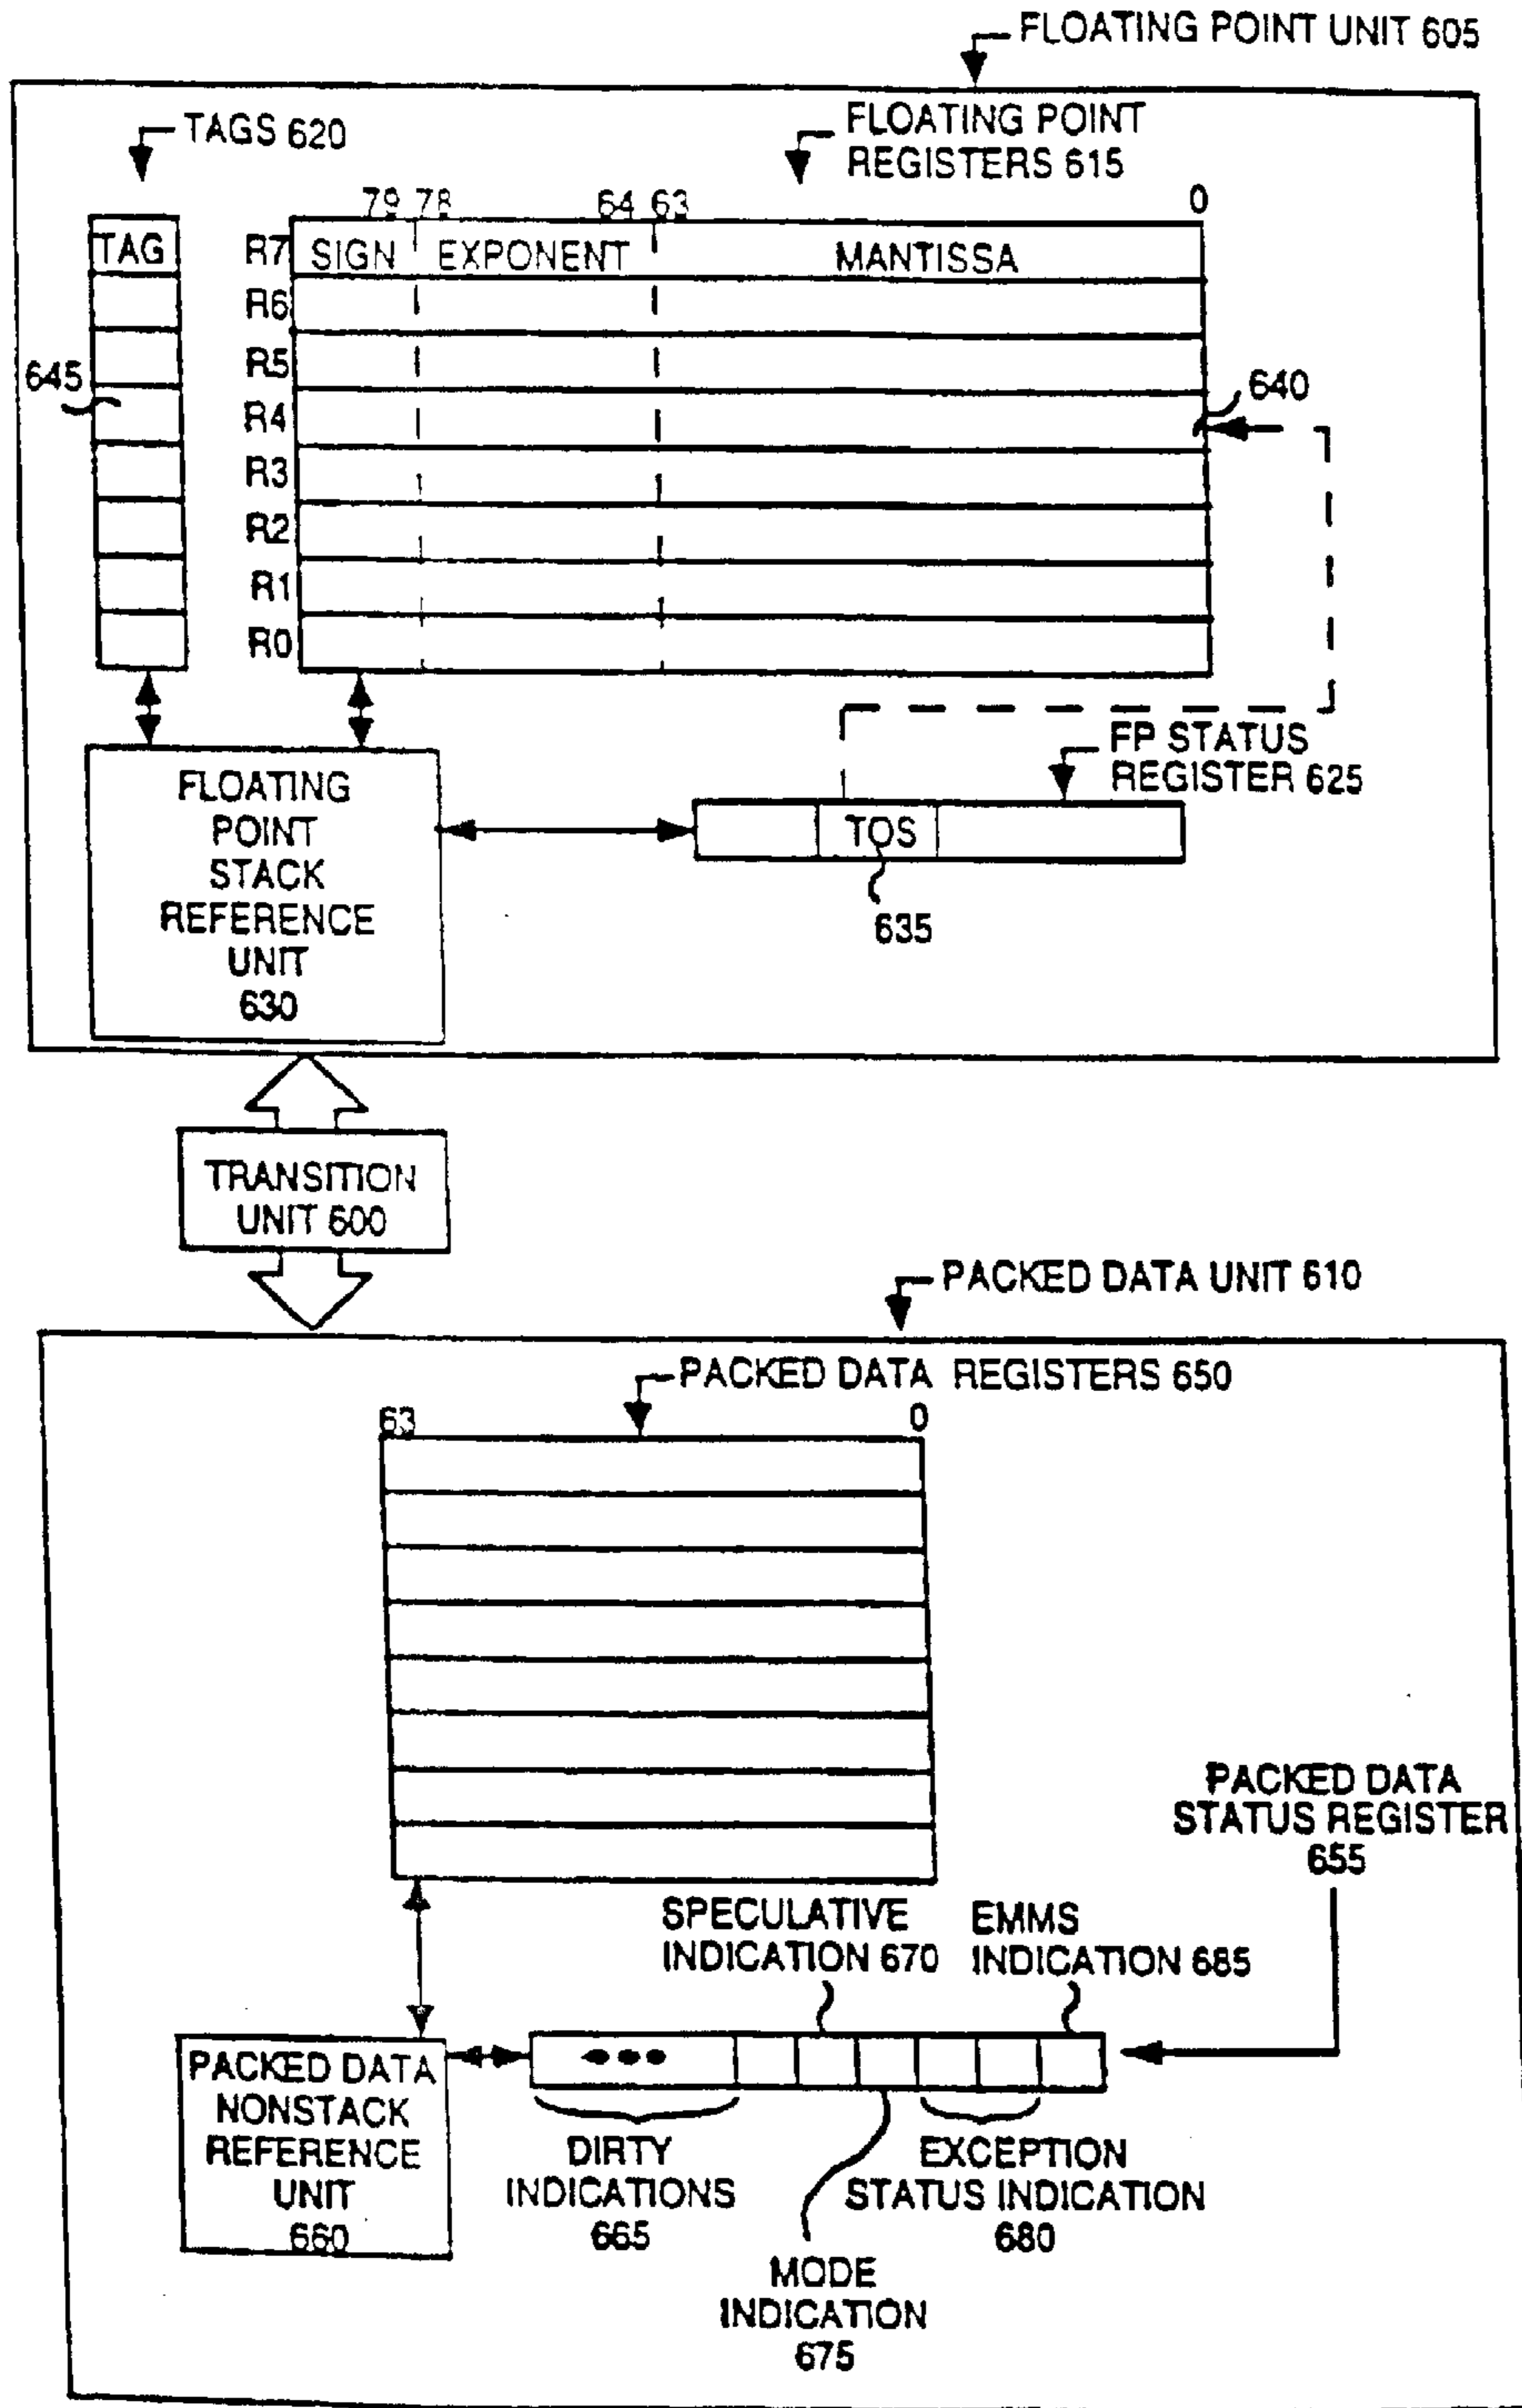 FLOATING POINT UNIT 605
TAGS 620
FLOATING POINT
REGISTERS 615
79 78 64 63 0
TAG
R7 SIGN EXPONENT MANTISSA
R6
R5
645
R4
640
R3
R2
R1
R0
FP STATUS
REGISTER 625
TOS
635
FLOATING
POINT
STACK
REFERENCE
UNIT
630
TRANSITION
UNIT 600
PACKED DATA UNIT 610
PACKED DATA REGISTERS 650
63 0
PACKED DATA
STATUS REGISTER
655
SPECULATIVE
INDICATION 670
EMMS
INDICATION 685
PACKED DATA
NONSTACK
REFERENCE
UNIT
660
DIRTY
INDICATIONS
665
MODE
INDICATION
675
EXCEPTION
STATUS INDICATION
680